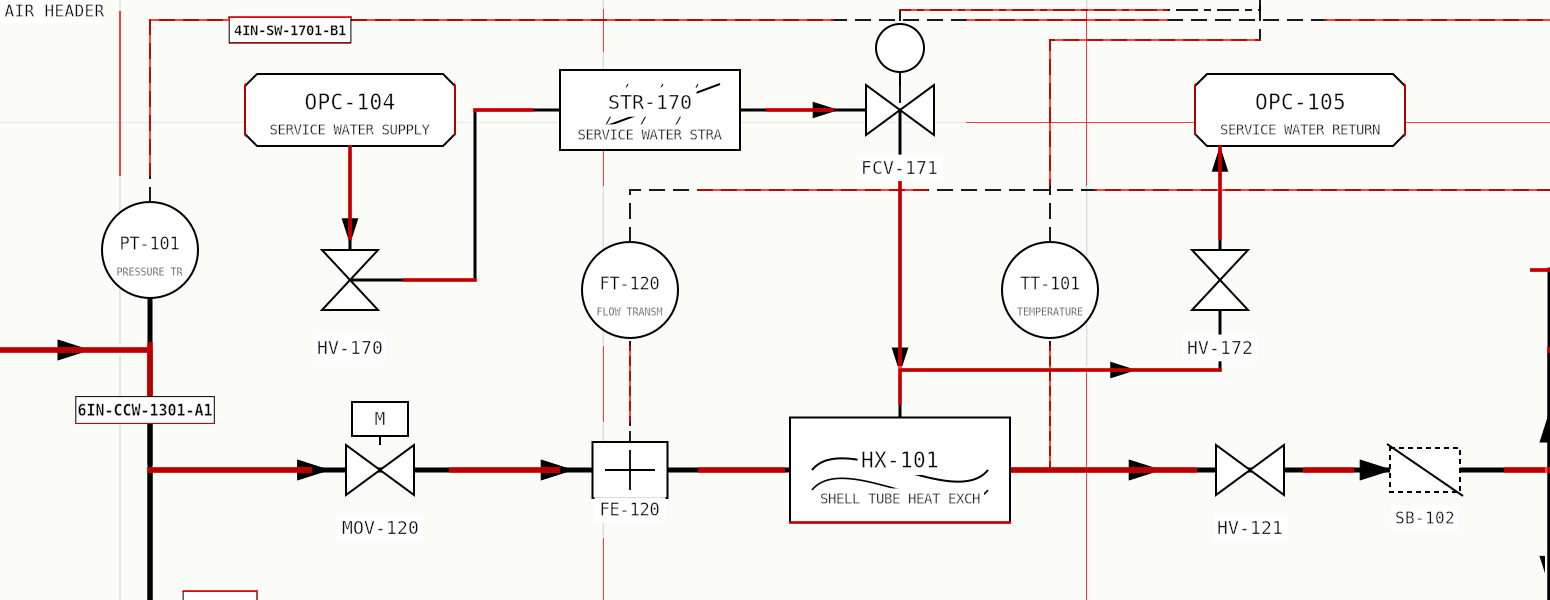 AIR HEADER
4IN-SW-1701-B1
OPC-104
SERVICE WATER SUPPLY
STR-170
SERVICE WATER STRA
OPC-105
SERVICE WATER RETURN
FCV-171
PT-101
PRESSURE TR
FT-120
FLOW TRANSM
TT-101
TEMPERATURE
HV-170
HV-172
6IN-CCW-1301-A1
M
HX-101
SHELL TUBE HEAT EXCH
FE-120
MOV-120
HV-121
SB-102